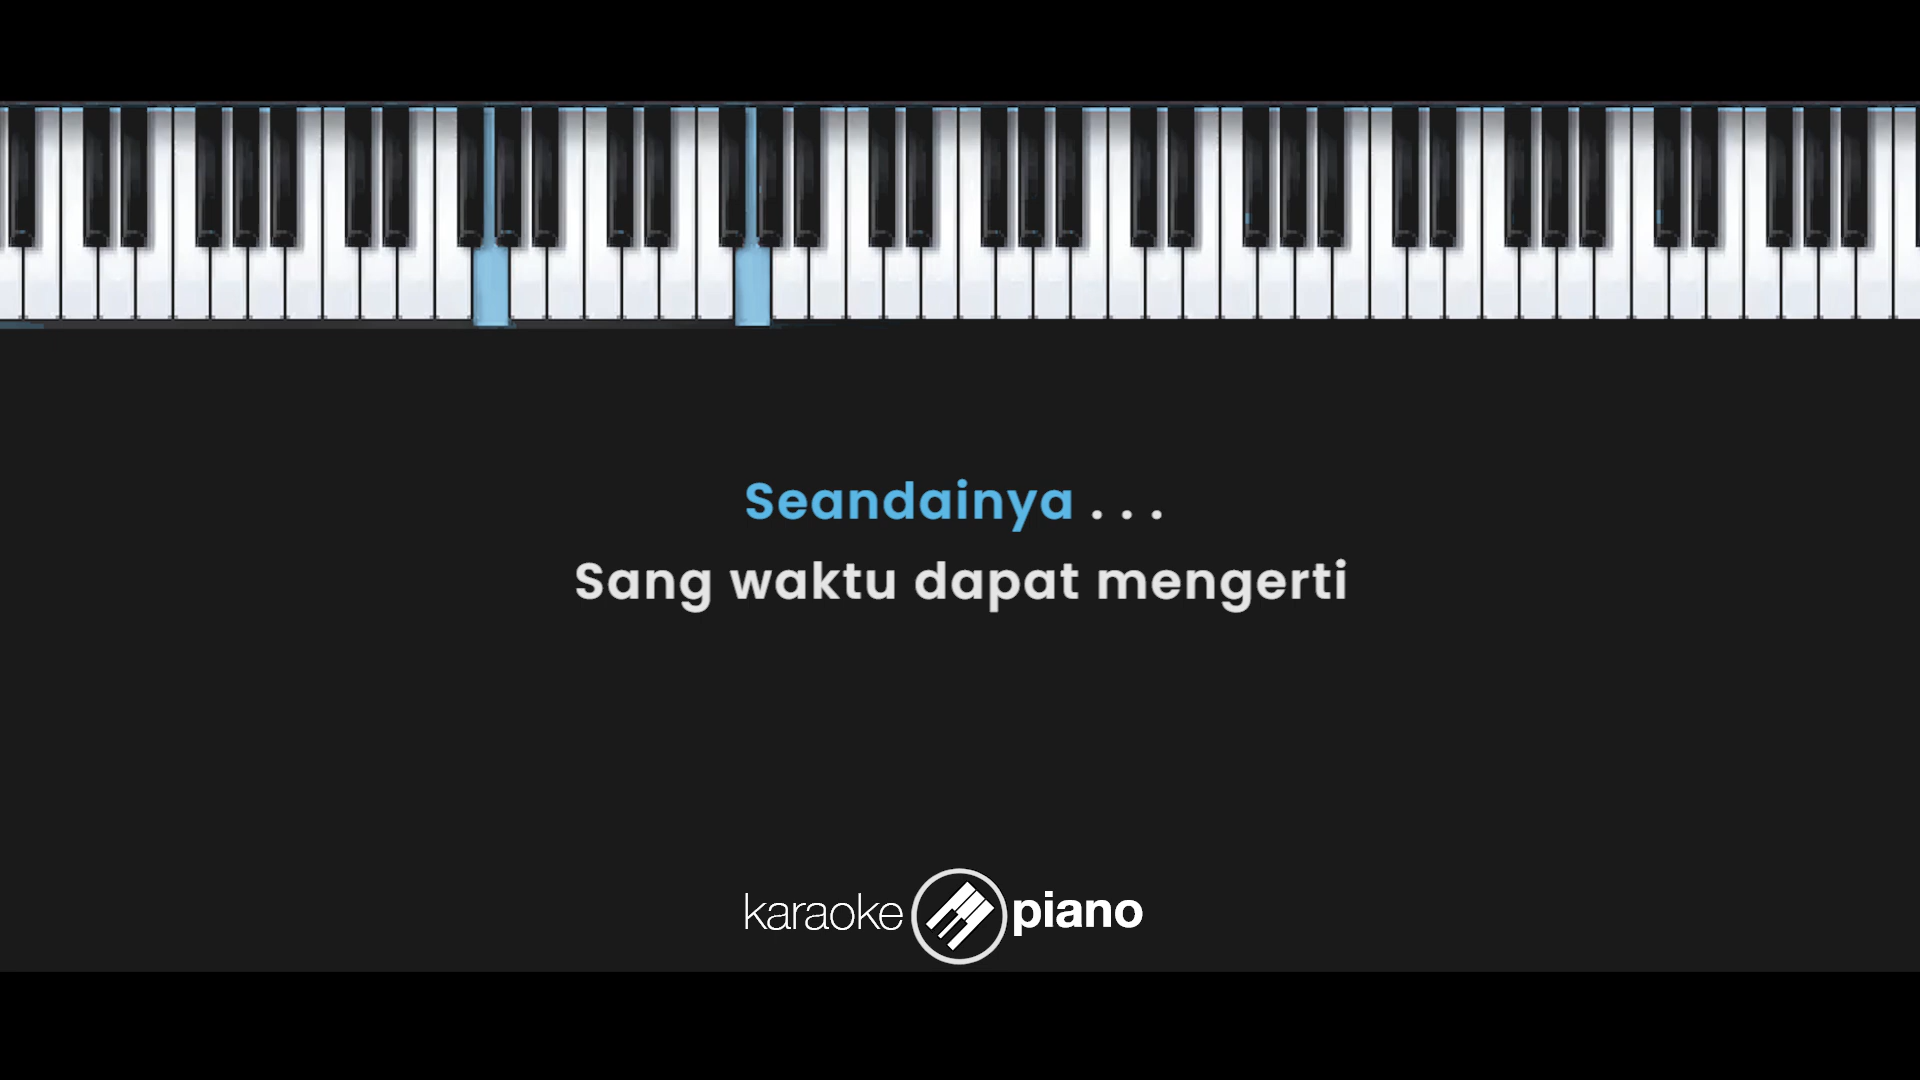 Seandainya . . .
Sang waktu dapat mengerti
karaoke piano